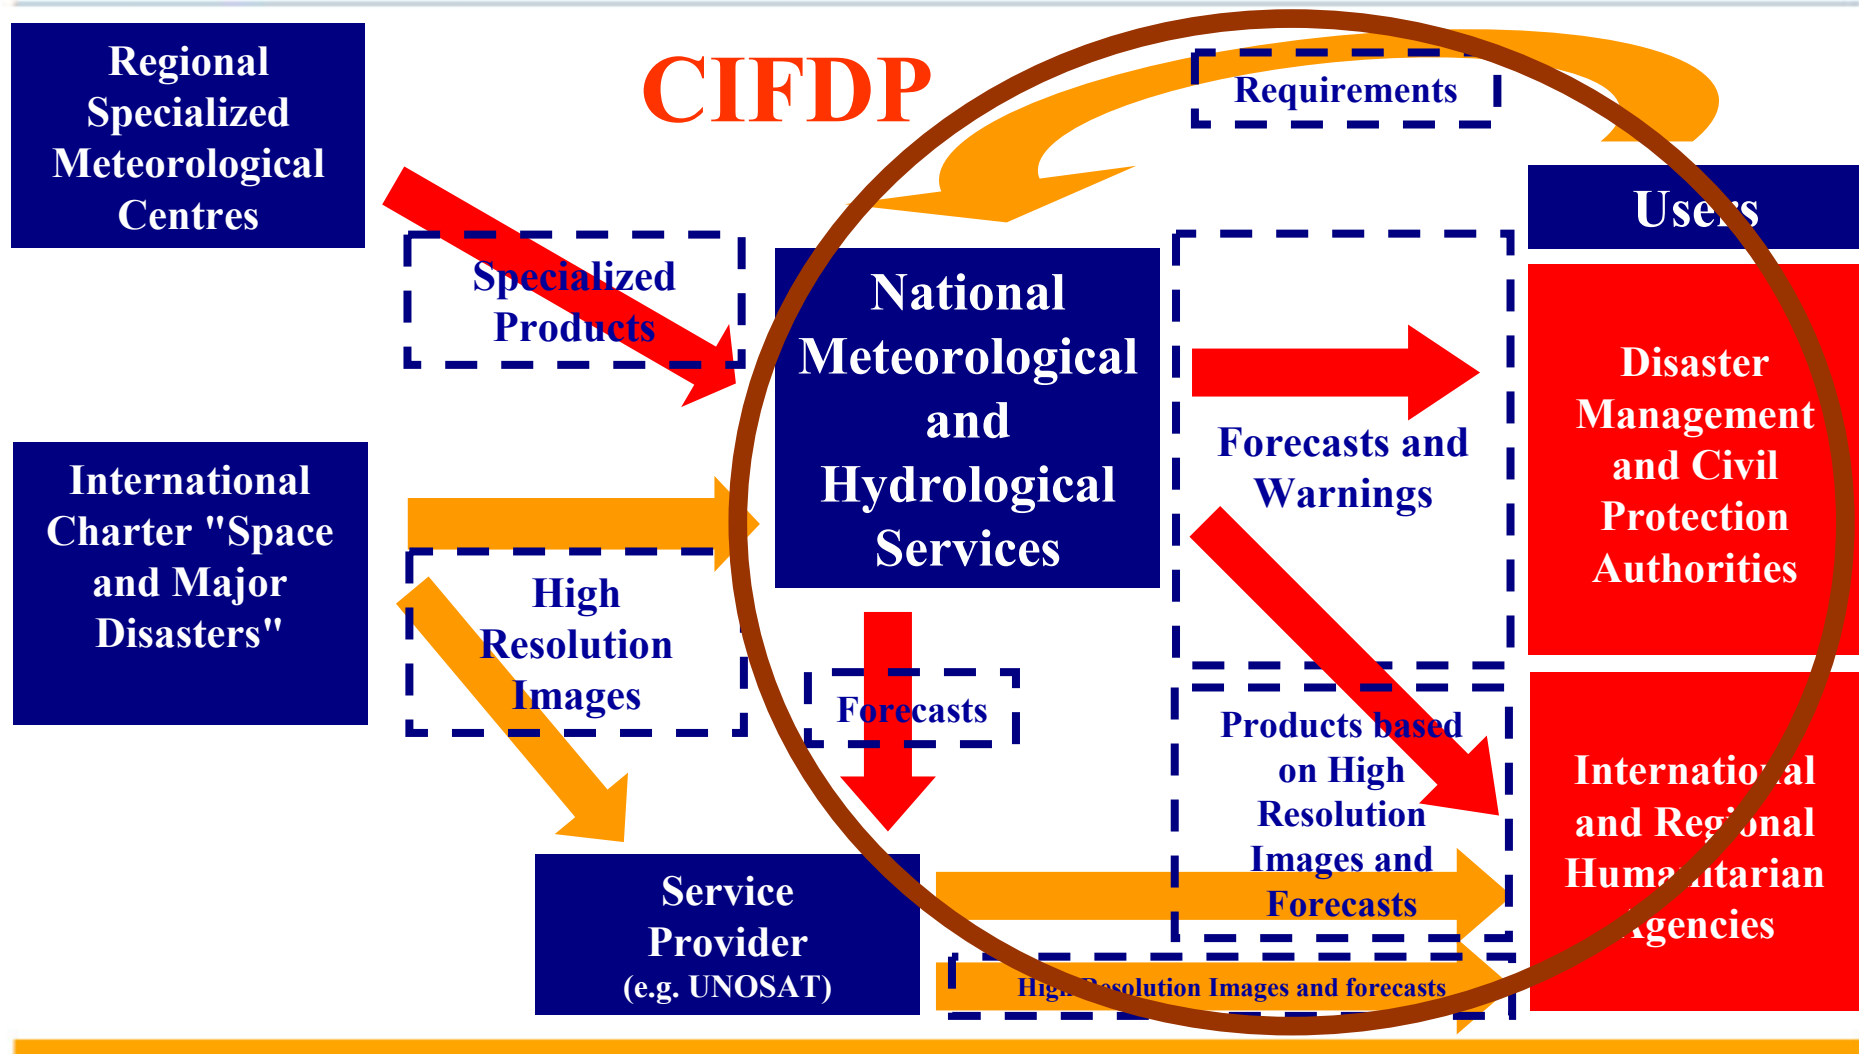 Regional
Specialized
Meteorological
Centres
CIFDP
Requirements
Users
Specialized
Products
National
Meteorological
and
Hydrological
Services
Forecasts and
Warnings
Disaster
Management
and Civil
Protection
Authorities
International
Charter "Space
and Major
Disasters"
High
Resolution
Images
Forecasts
Products based
on High
Resolution
Images and
Forecasts
International
and Regional
Humanitarian
Agencies
Service
Provider
(e.g. UNOSAT)
High Resolution Images and forecasts